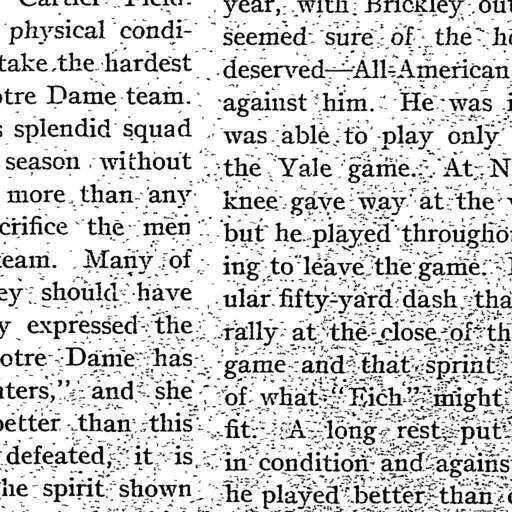 Cartier Field.
physical condi-
take the hardest
otre Dame team.
splendid squad
season without
more than any
crifice the men
team. Many of
ey should have
y expressed the
otre Dame has
nters," and she
better than this
defeated, it is
he spirit shown
year, with Brickley out
seemed sure of the ho
deserved—All-American
against him. He was i
was able to play only
the Yale game. At N
knee gave way at the
but he played throughou
ing to leave the game.
ular fifty-yard dash tha
rally at the close of th
game and that sprint
of what "Eich" might
fit. A long rest put
in condition and agains
he played better than e